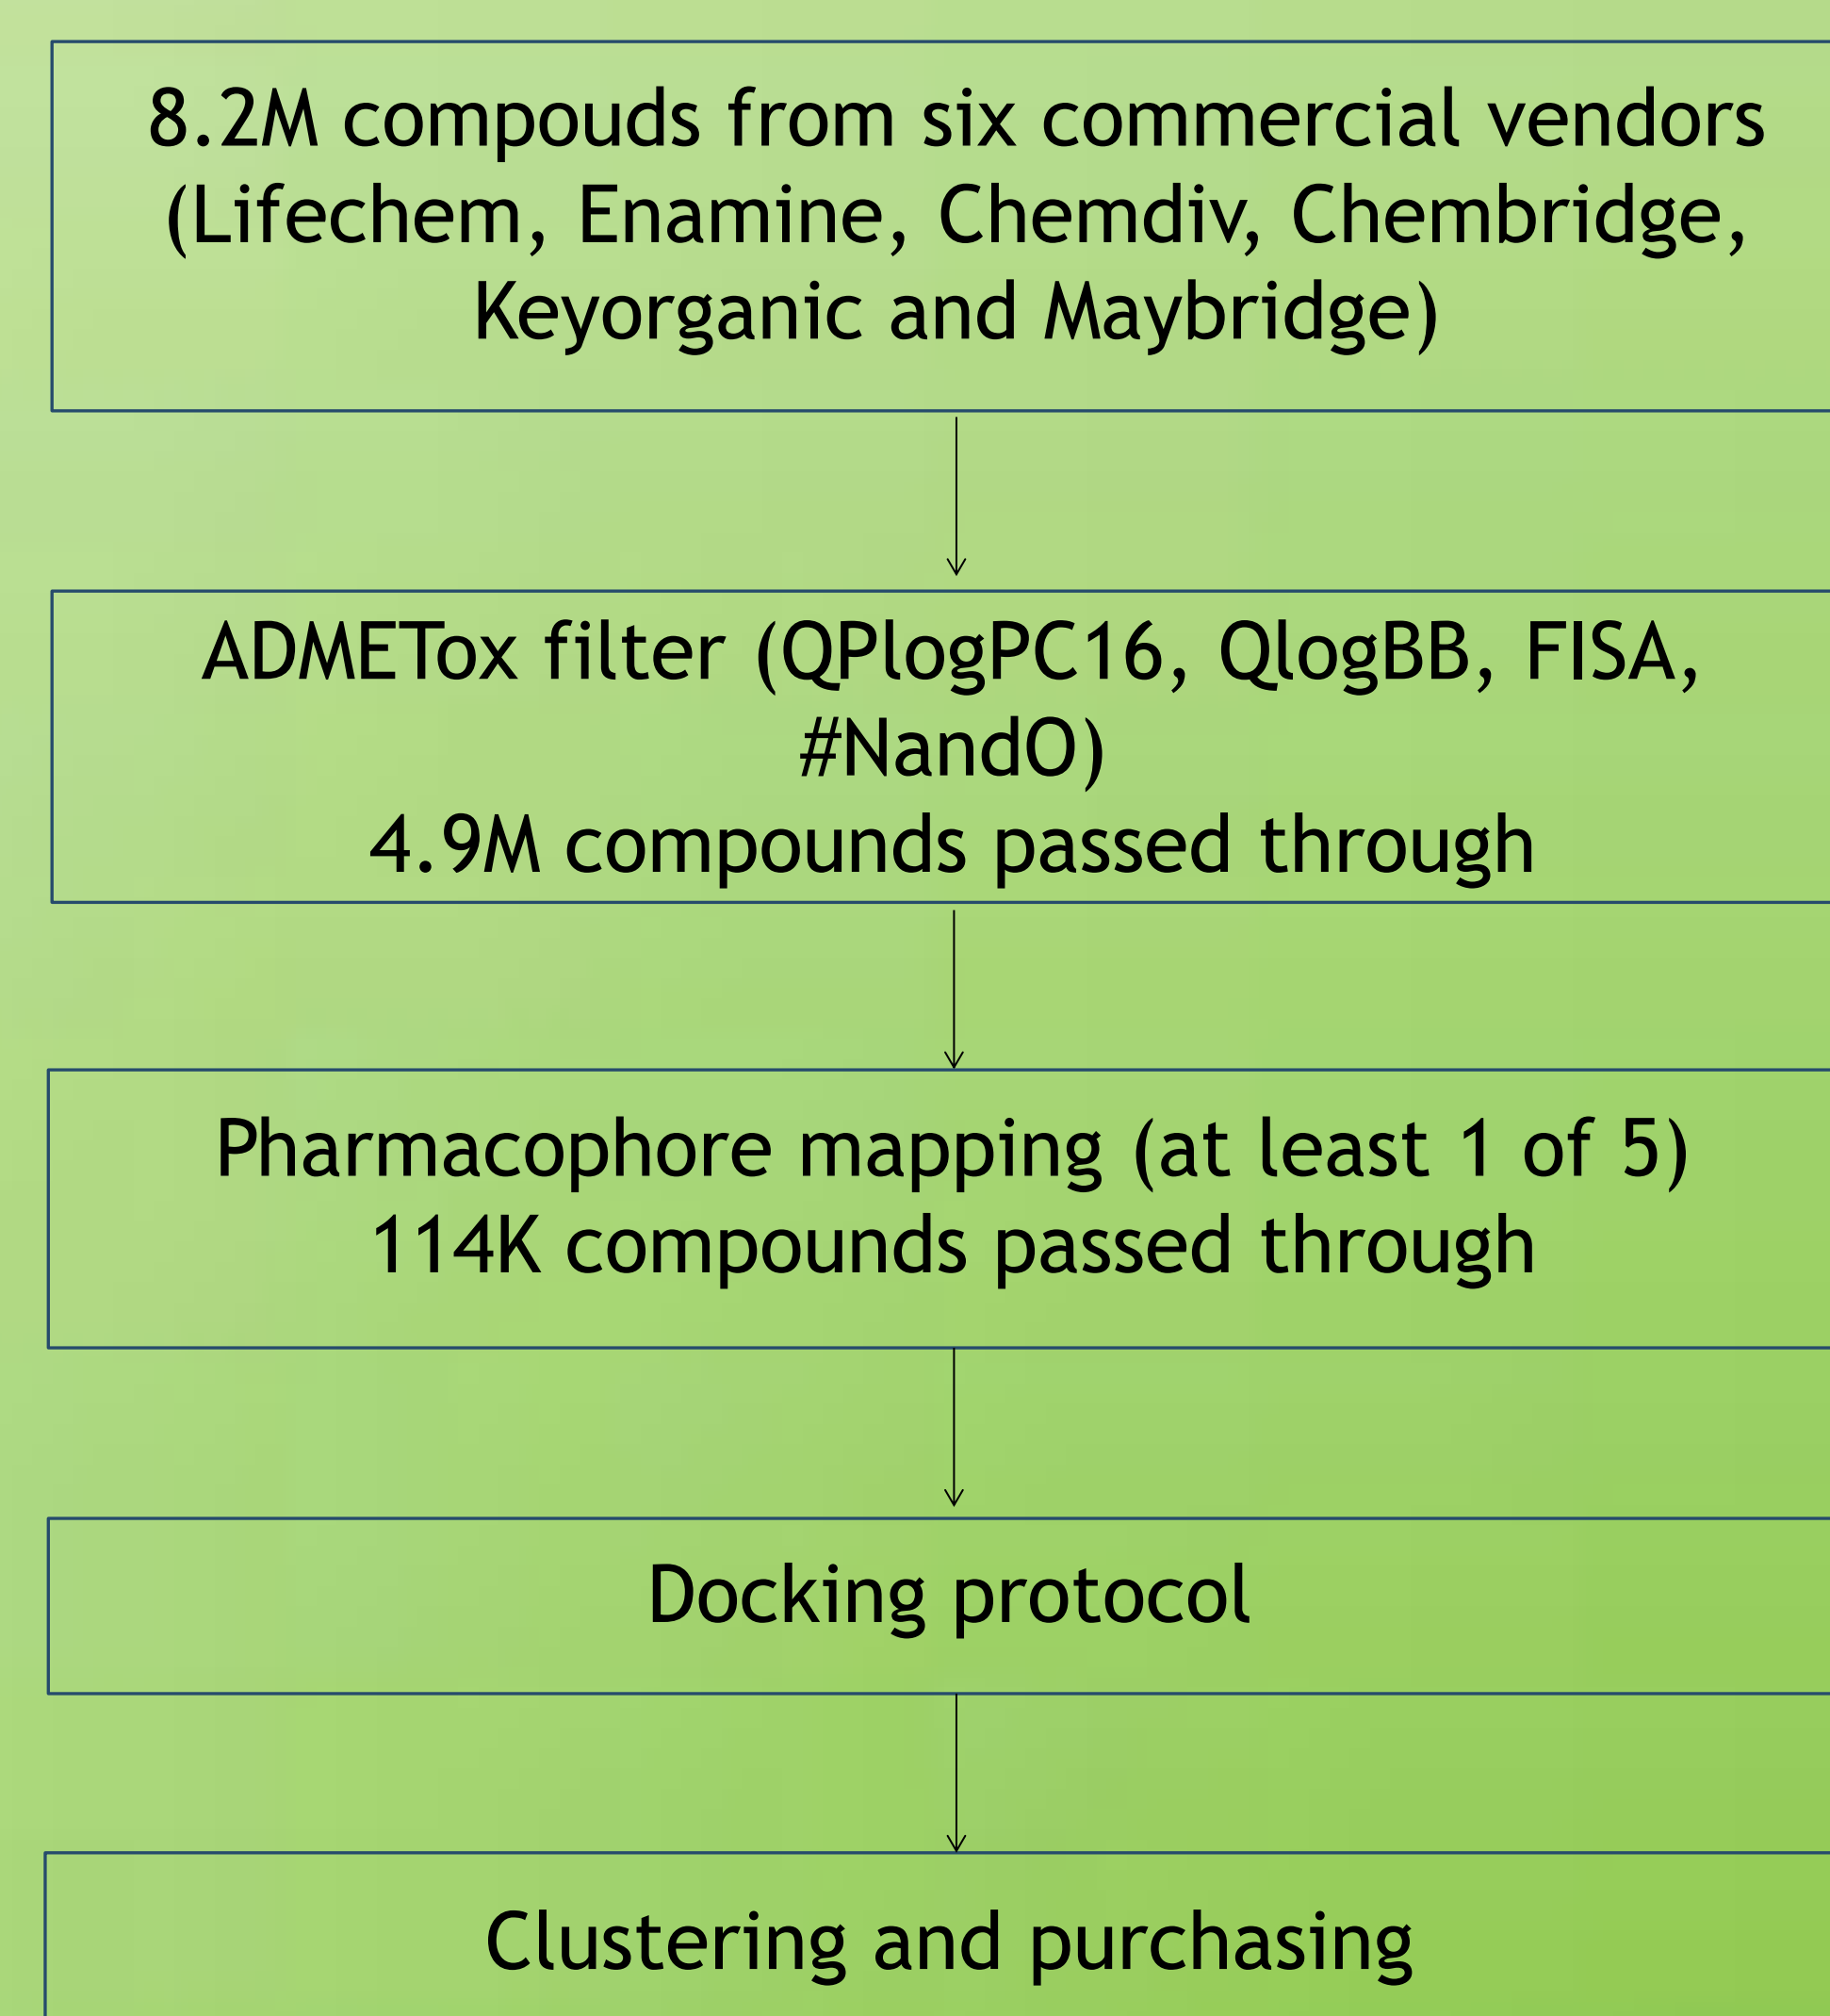 8.2M compouds from six commercial vendors
(Lifechem, Enamine, Chemdiv, Chembridge,
Keyorganic and Maybridge)
ADMETox filter (QPlogPC16, QlogBB, FISA,
#NandO)
4.9M compounds passed through
Pharmacophore mapping (at least 1 of 5)
114K compounds passed through
Docking protocol
Clustering and purchasing